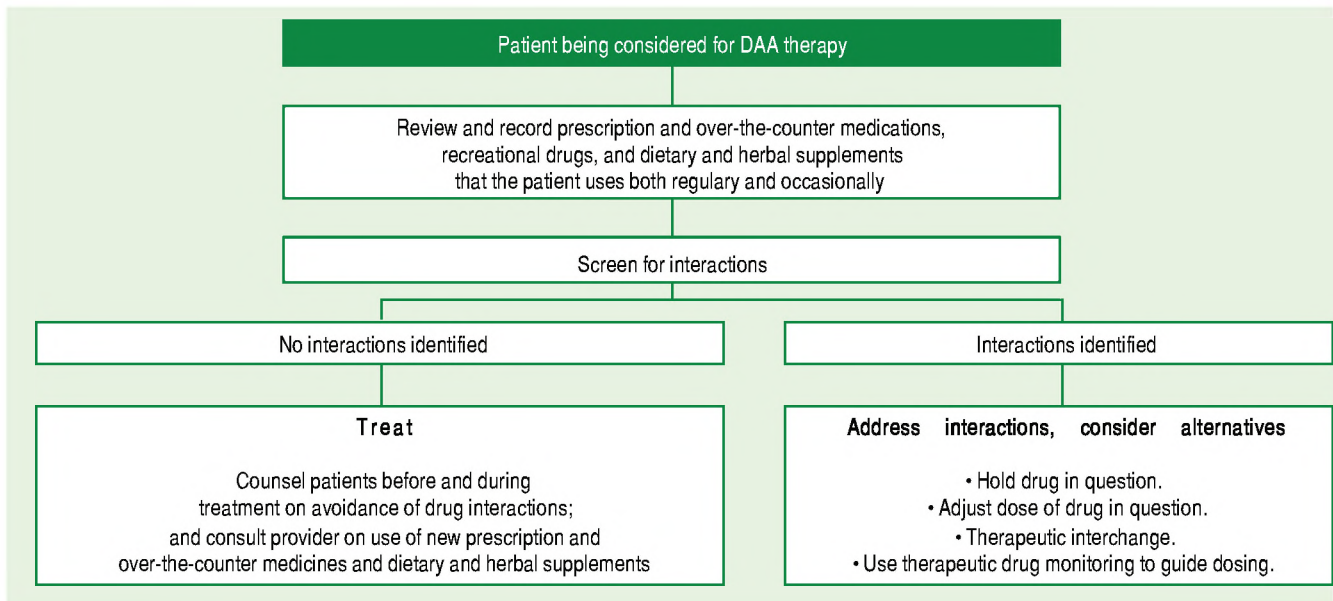 Patient being considered for DAA therapy
Review and record prescription and over-the-counter medications,
recreational drugs, and dietary and herbal supplements
that the patient uses both regulary and occasionally
Screen for interactions
No interactions identified
Interactions identified
Treat
Counsel patients before and during
treatment on avoidance of drug interactions;
and consult provider on use of new prescription and
over-the-counter medicines and dietary and herbal supplements
Address interactions, consider alternatives
• Hold drug in question.
• Adjust dose of drug in question.
• Therapeutic interchange.
• Use therapeutic drug monitoring to guide dosing.